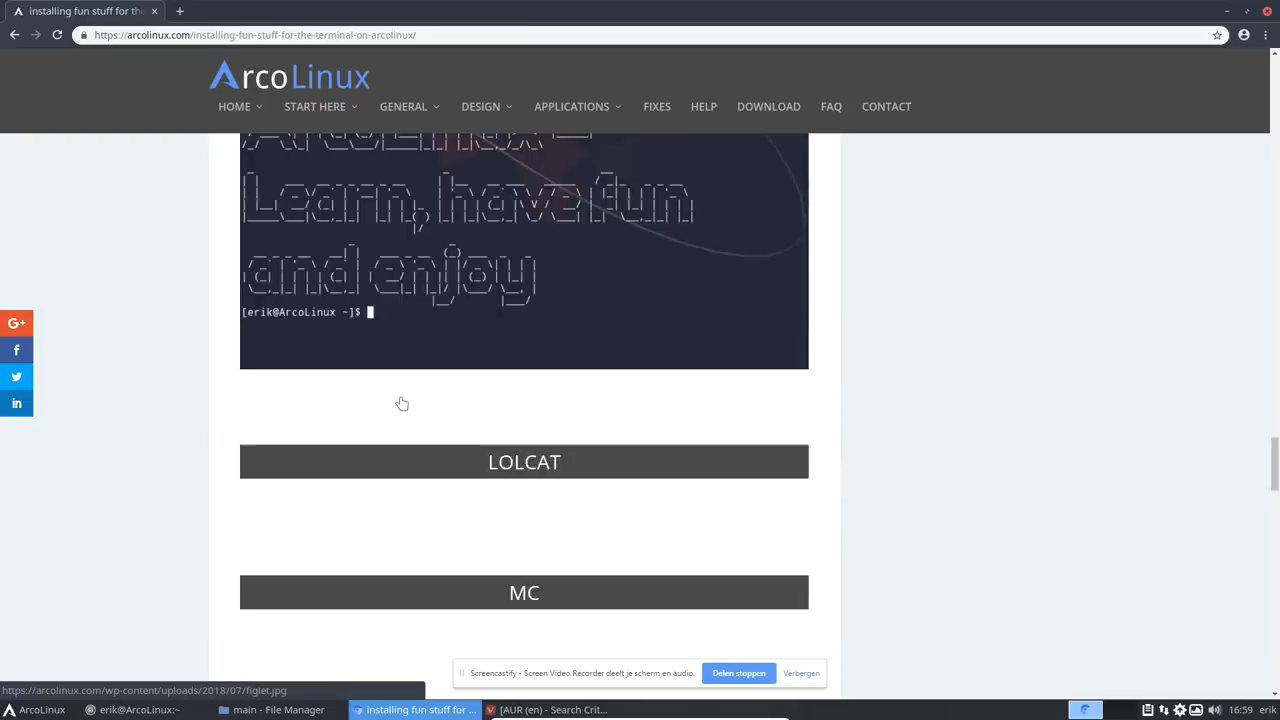 installing fun stuff for the
https://arcolinux.com/installing-fun-stuff-for-the-terminal-on-arcolinux/
ArcoLinux
HOME START HERE GENERAL DESIGN APPLICATIONS FIXES HELP DOWNLOAD FAQ CONTACT
Learn, have fun
and enjoy
[erik@ArcoLinux ~]$
G+
f
in
LOLCAT
MC
Screencastify - Screen Video Recorder deelt je scherm en audio. Delen stoppen Verbergen
https://arcolinux.com/wp-content/uploads/2018/07/figlet.jpg
ArcoLinux erik@ArcoLinux:~ main - File Manager installing fun stuff for ... [AUR (en) - Search Crit... 16:59 erik